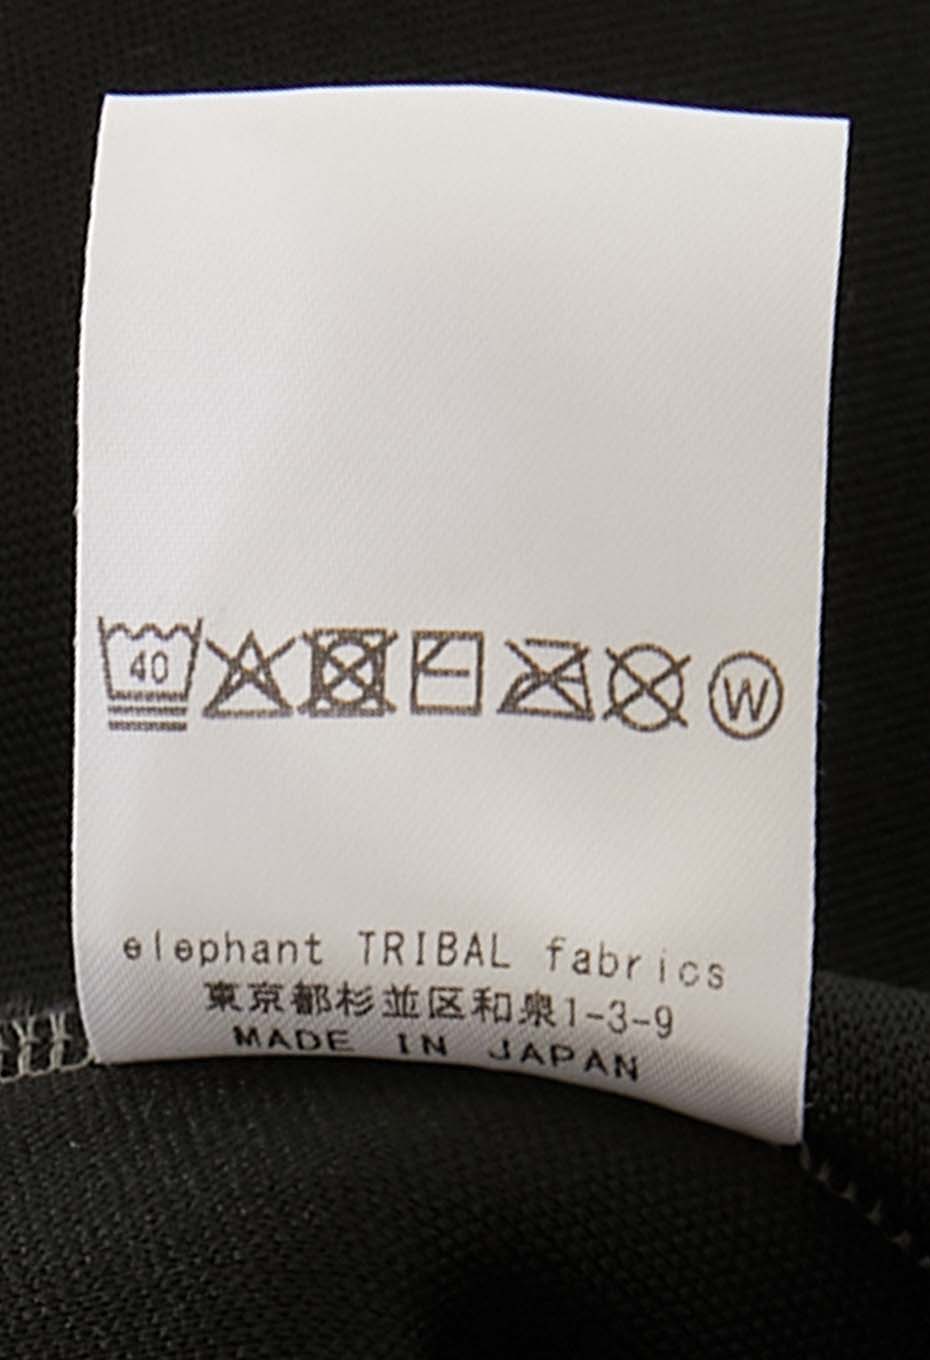 40
W
elephant TRIBAL fabrics
東京都杉並区和泉1-3-9
MADE IN JAPAN